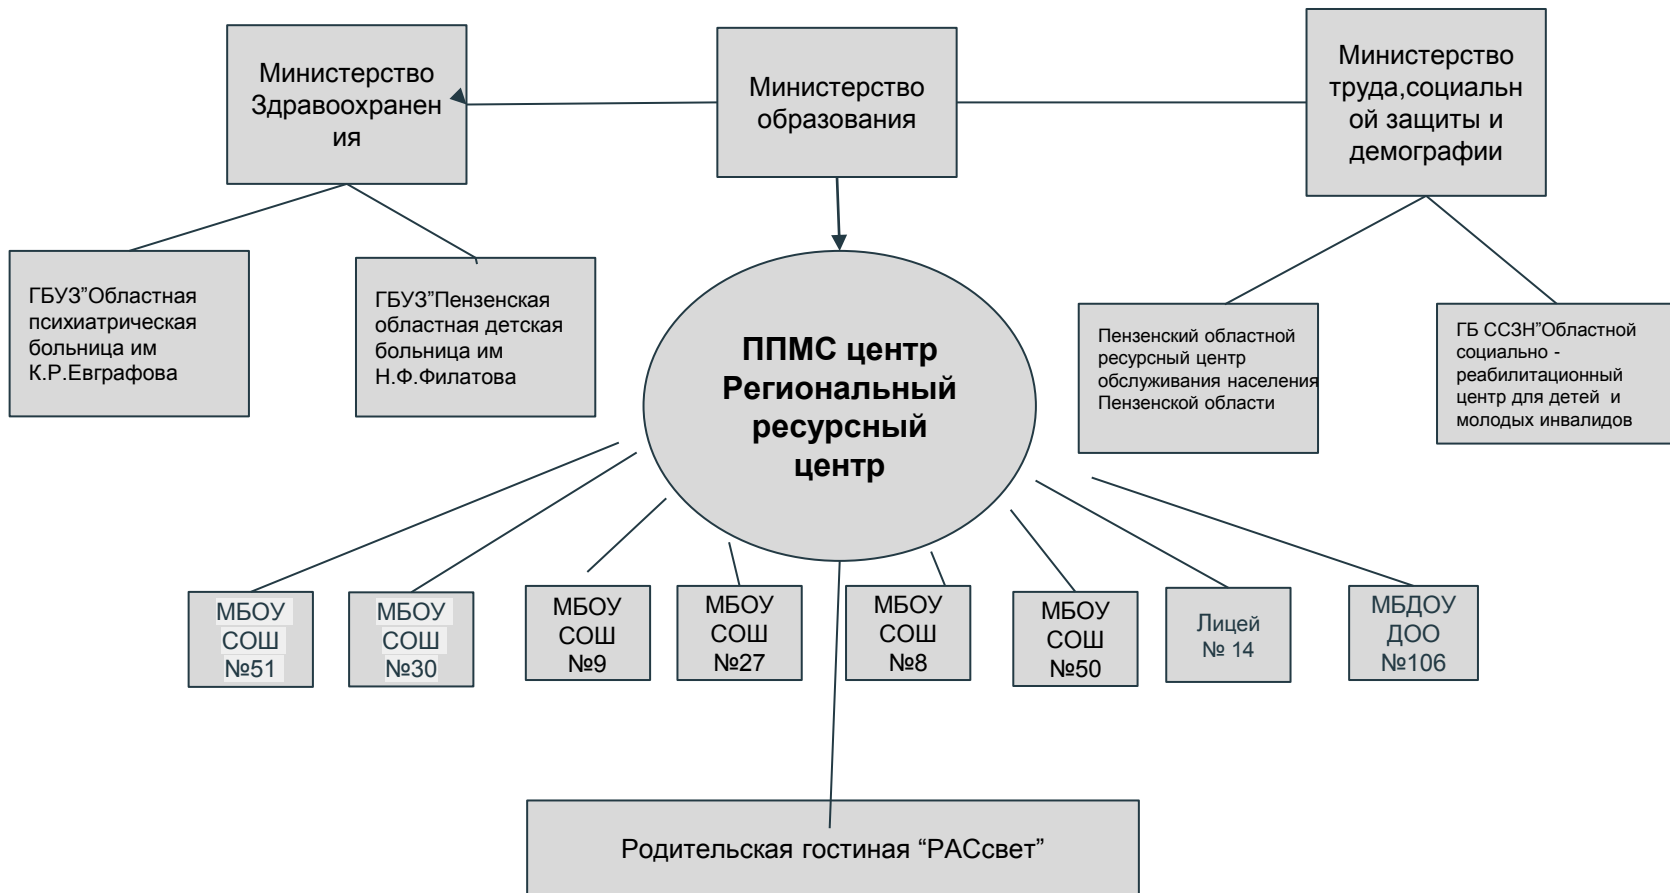 Министерство
Здравоохранен
ия
Министерство
образования
Министерство
труда,социальн
ой защиты и
демографии
ГБУЗ”Областная
психиатрическая
больница им
К.Р.Евграфова
ГБУЗ”Пензенская
областная детская
больница им
Н.Ф.Филатова
ППМС центр
Региональный
ресурсный
центр
Пензенский областной
ресурсный центр
обслуживания населения
Пензенской области
ГБ ССЗН”Областной
социально -
реабилитационный
центр для детей и
молодых инвалидов
МБОУ
СОШ
№51
МБОУ
СОШ
№30
МБОУ
СОШ
№9
МБОУ
СОШ
№27
МБОУ
СОШ
№8
МБОУ
СОШ
№50
Лицей
№ 14
МБДОУ
ДОО
№106
Родительская гостиная “РАСсвет”